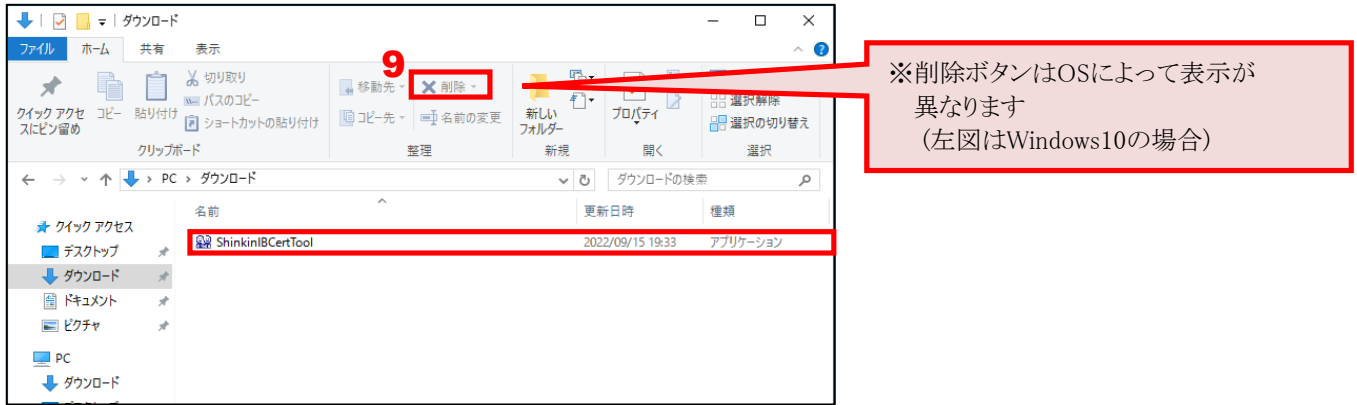 ダウンロード
ファイル ホーム 共有 表示
9
クイック アクセ
スにピン留め
コピー
貼り付け
切り取り
パスのコピー
ショートカットの貼り付け
クリップボード
移動先
コピー先
削除
名前の変更
整理
新しい
フォルダー
新規
プロパティ
開く
選択解除
選択の切り替え
選択
※削除ボタンはOSによって表示が
異なります
(左図はWindows10の場合)
PC › ダウンロード
ダウンロードの検索
名前 更新日時 種類
クイック アクセス
デスクトップ
ダウンロード
ドキュメント
ピクチャ
PC
ダウンロード
ShinkinIBCertTool 2022/09/15 19:33 アプリケーション